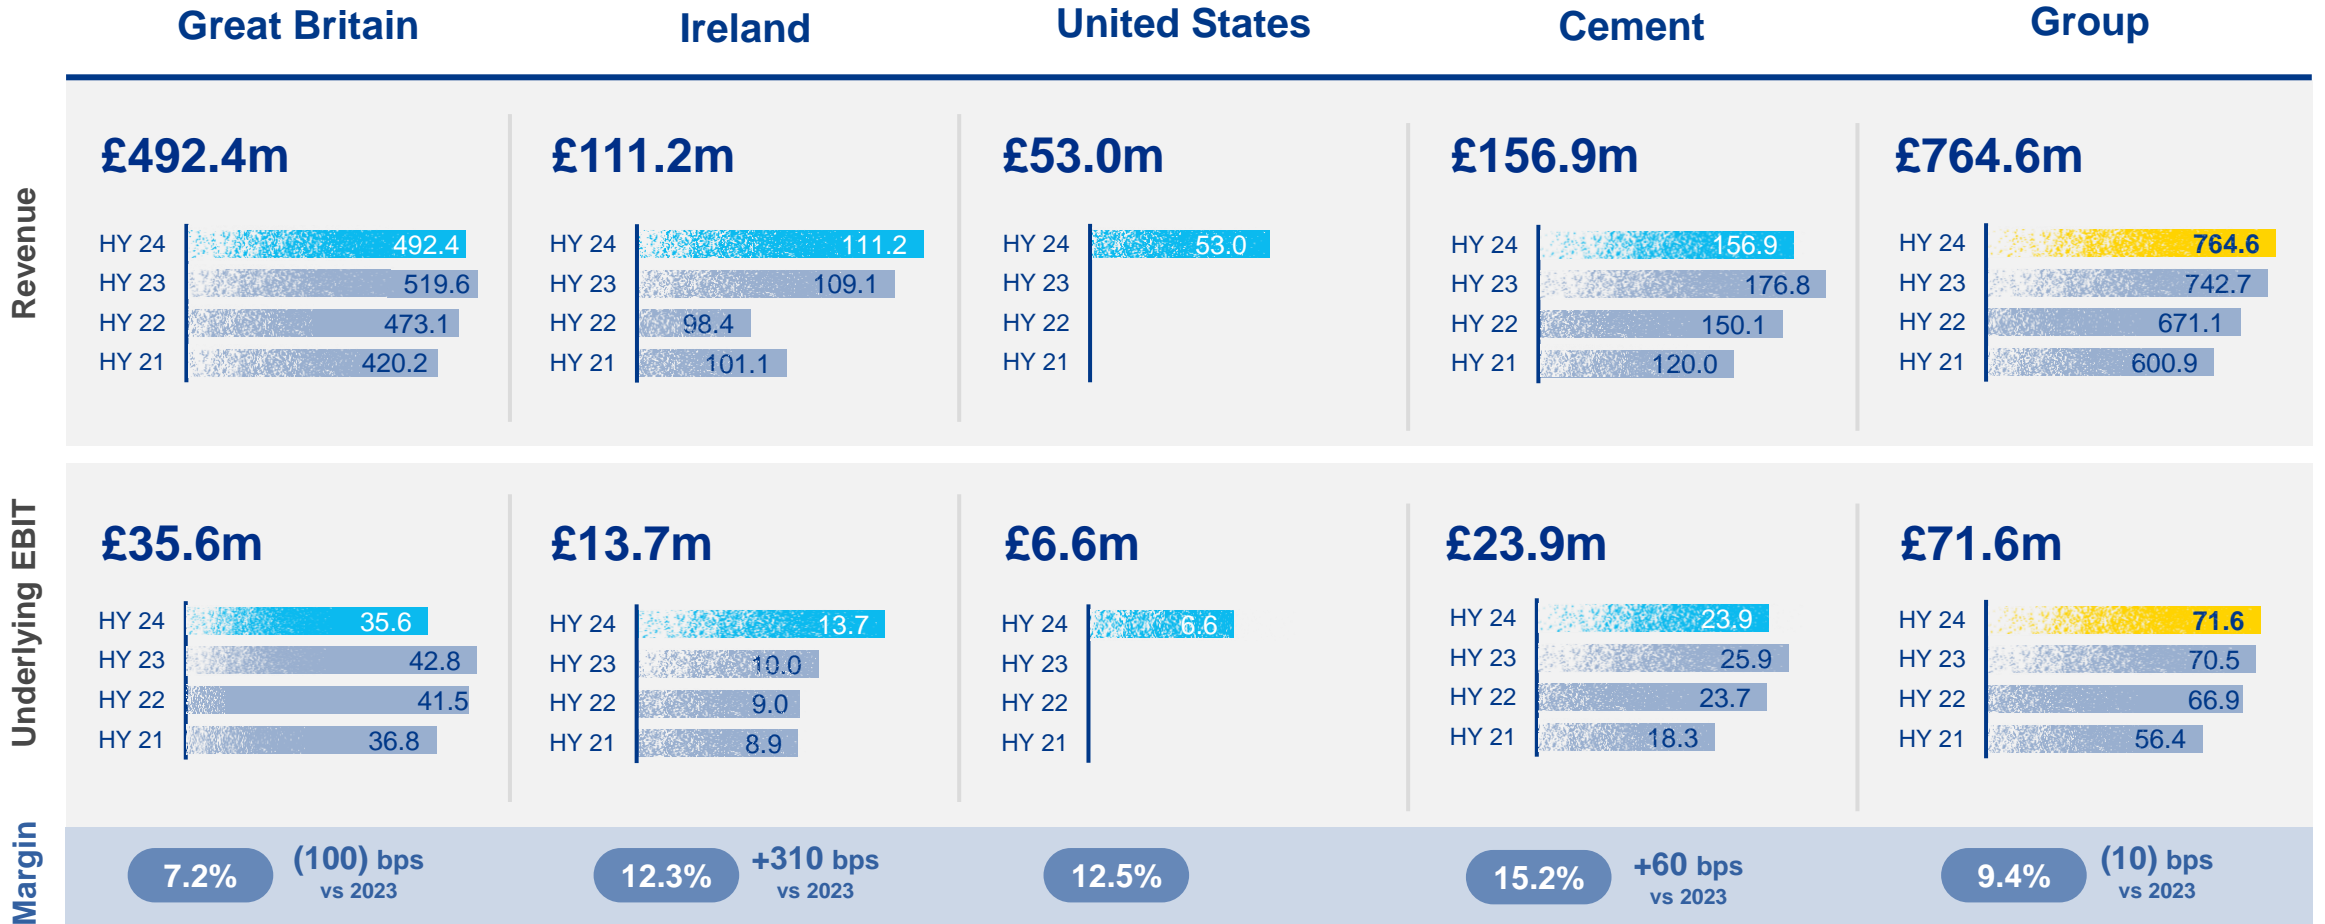 Great Britain
Ireland
United States
Cement
Group
Revenue
£492.4m
£111.2m
£53.0m
£156.9m
£764.6m
HY 24 492.4
HY 23 519.6
HY 22 473.1
HY 21 420.2
HY 24 111.2
HY 23 109.1
HY 22 98.4
HY 21 101.1
HY 24 53.0
HY 23
HY 22
HY 21
HY 24 156.9
HY 23 176.8
HY 22 150.1
HY 21 120.0
HY 24 764.6
HY 23 742.7
HY 22 671.1
HY 21 600.9
Underlying EBIT
£35.6m
£13.7m
£6.6m
£23.9m
£71.6m
HY 24 35.6
HY 23 42.8
HY 22 41.5
HY 21 36.8
HY 24 13.7
HY 23 10.0
HY 22 9.0
HY 21 8.9
HY 24 6.6
HY 23
HY 22
HY 21
HY 24 23.9
HY 23 25.9
HY 22 23.7
HY 21 18.3
HY 24 71.6
HY 23 70.5
HY 22 66.9
HY 21 56.4
Margin
7.2%
(100) bps
vs 2023
12.3%
+310 bps
vs 2023
12.5%
15.2%
+60 bps
vs 2023
9.4%
(10) bps
vs 2023